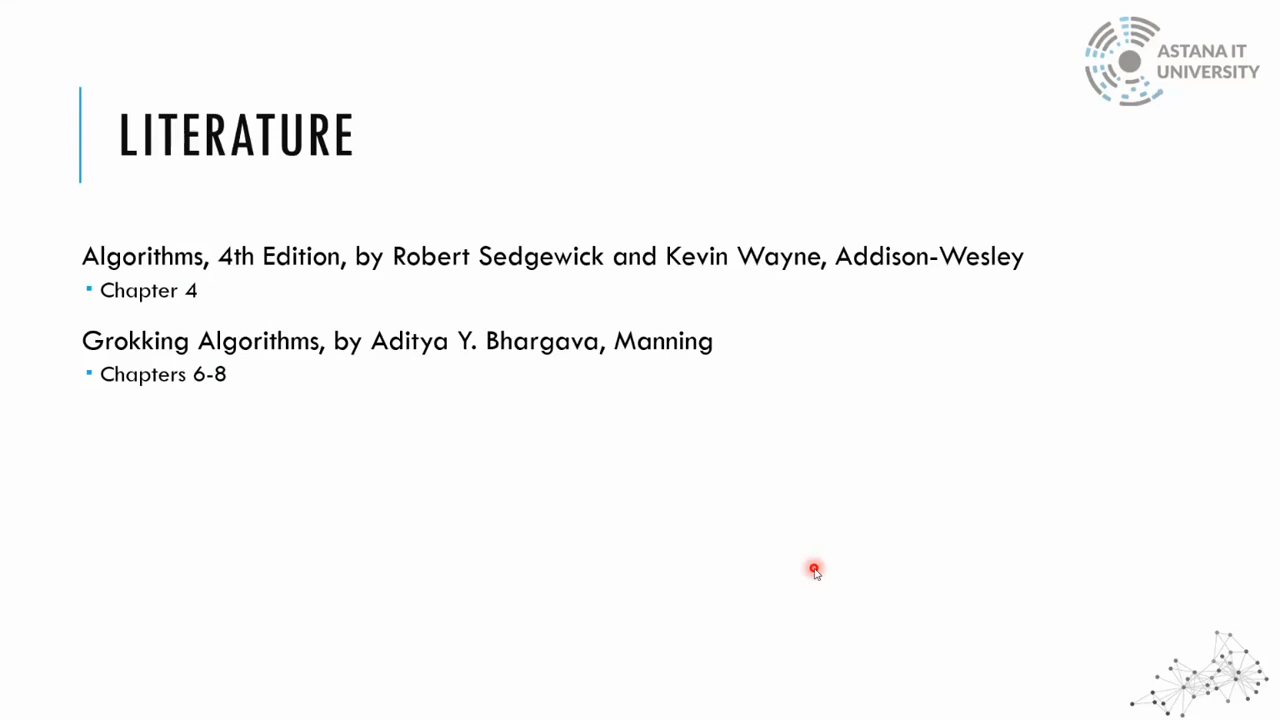 ASTANA IT
UNIVERSITY
LITERATURE
Algorithms, 4th Edition, by Robert Sedgewick and Kevin Wayne, Addison-Wesley
Chapter 4
Grokking Algorithms, by Aditya Y. Bhargava, Manning
Chapters 6-8